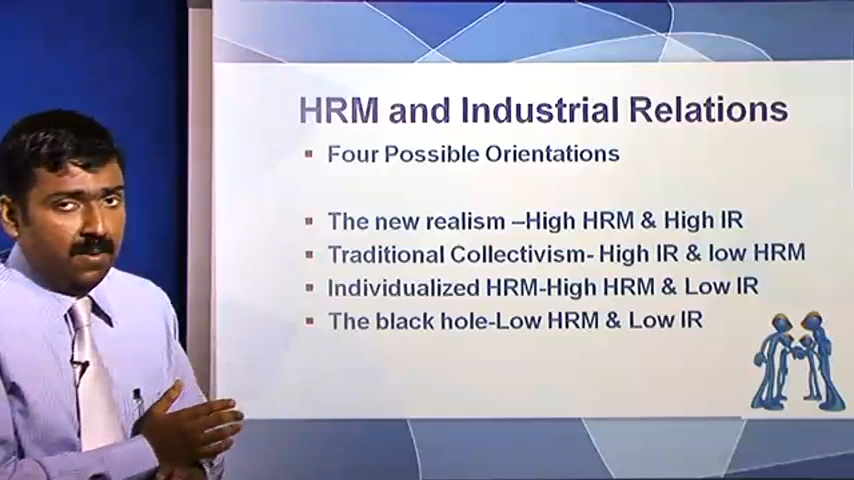 HRM and Industrial Relations
Four Possible Orientations
The new realism –High HRM & High IR
Traditional Collectivism- High IR & low HRM
Individualized HRM-High HRM & Low IR
The black hole-Low HRM & Low IR